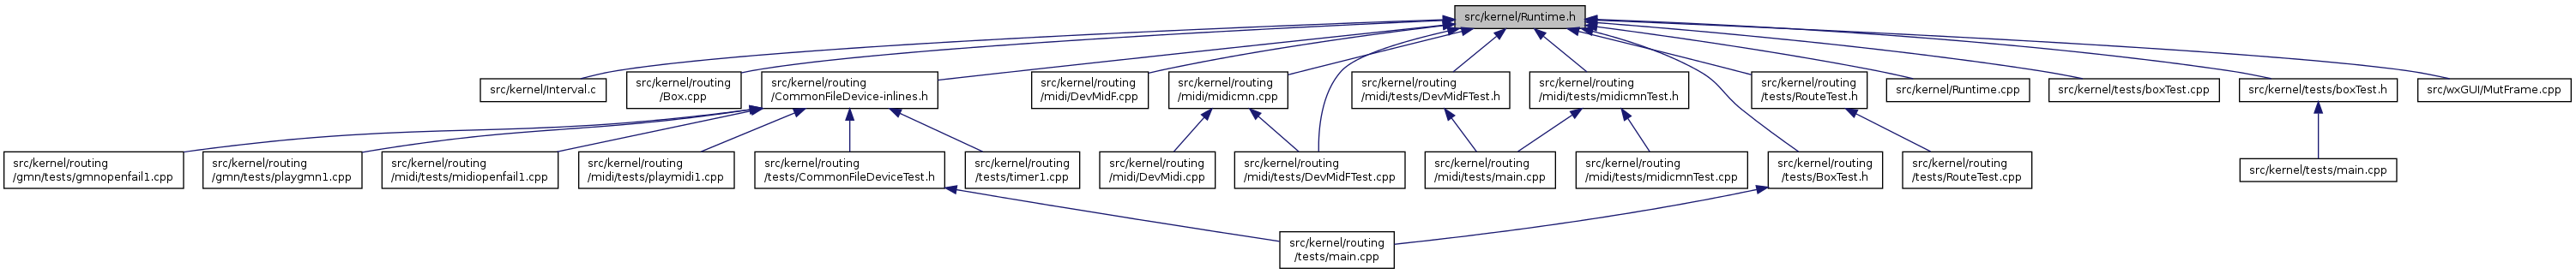 src/kernel/Runtime.h
src/kernel/Interval.c
src/kernel/routing
/Box.cpp
src/kernel/routing
/CommonFileDevice-inlines.h
src/kernel/routing
/midi/DevMidF.cpp
src/kernel/routing
/midi/midicmn.cpp
src/kernel/routing
/midi/tests/DevMidFTest.h
src/kernel/routing
/midi/tests/midicmnTest.h
src/kernel/routing
/tests/RouteTest.h
src/kernel/Runtime.cpp
src/kernel/tests/boxTest.cpp
src/kernel/tests/boxTest.h
src/wxGUI/MutFrame.cpp
src/kernel/routing
/gmn/tests/gmnopenfail1.cpp
src/kernel/routing
/gmn/tests/playgmn1.cpp
src/kernel/routing
/midi/tests/midiopenfail1.cpp
src/kernel/routing
/midi/tests/playmidi1.cpp
src/kernel/routing
/tests/CommonFileDeviceTest.h
src/kernel/routing
/tests/timer1.cpp
src/kernel/routing
/midi/DevMidi.cpp
src/kernel/routing
/midi/tests/DevMidFTest.cpp
src/kernel/routing
/midi/tests/main.cpp
src/kernel/routing
/midi/tests/midicmnTest.cpp
src/kernel/routing
/tests/BoxTest.h
src/kernel/routing
/tests/RouteTest.cpp
src/kernel/tests/main.cpp
src/kernel/routing
/tests/main.cpp